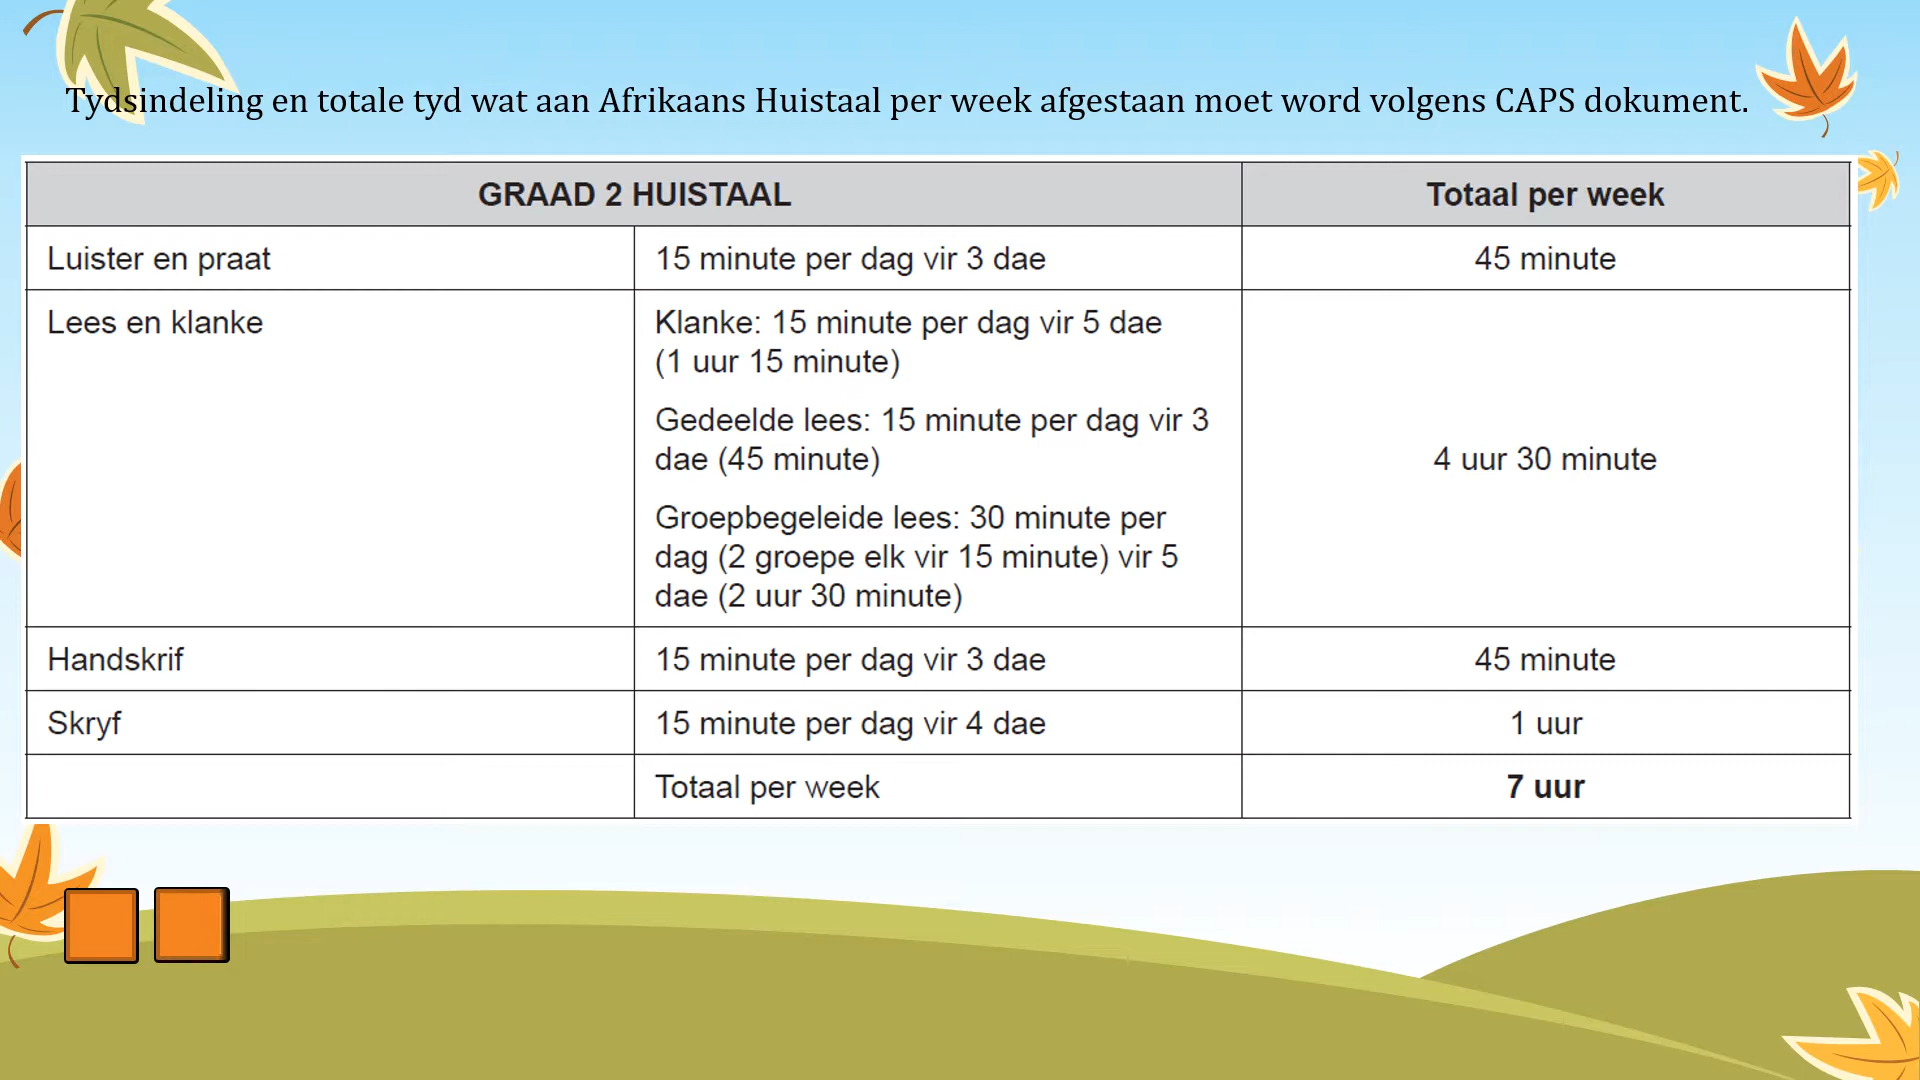 Tydsindeling en totale tyd wat aan Afrikaans Huistaal per week afgestaan moet word volgens CAPS dokument.
GRAAD 2 HUISTAAL
Totaal per week
Luister en praat
15 minute per dag vir 3 dae
45 minute
Lees en klanke
Klanke: 15 minute per dag vir 5 dae
(1 uur 15 minute)
Gedeelde lees: 15 minute per dag vir 3
dae (45 minute)
Groepbegeleide lees: 30 minute per
dag (2 groepe elk vir 15 minute) vir 5
dae (2 uur 30 minute)
4 uur 30 minute
Handskrif
15 minute per dag vir 3 dae
45 minute
Skryf
15 minute per dag vir 4 dae
1 uur
Totaal per week
7 uur